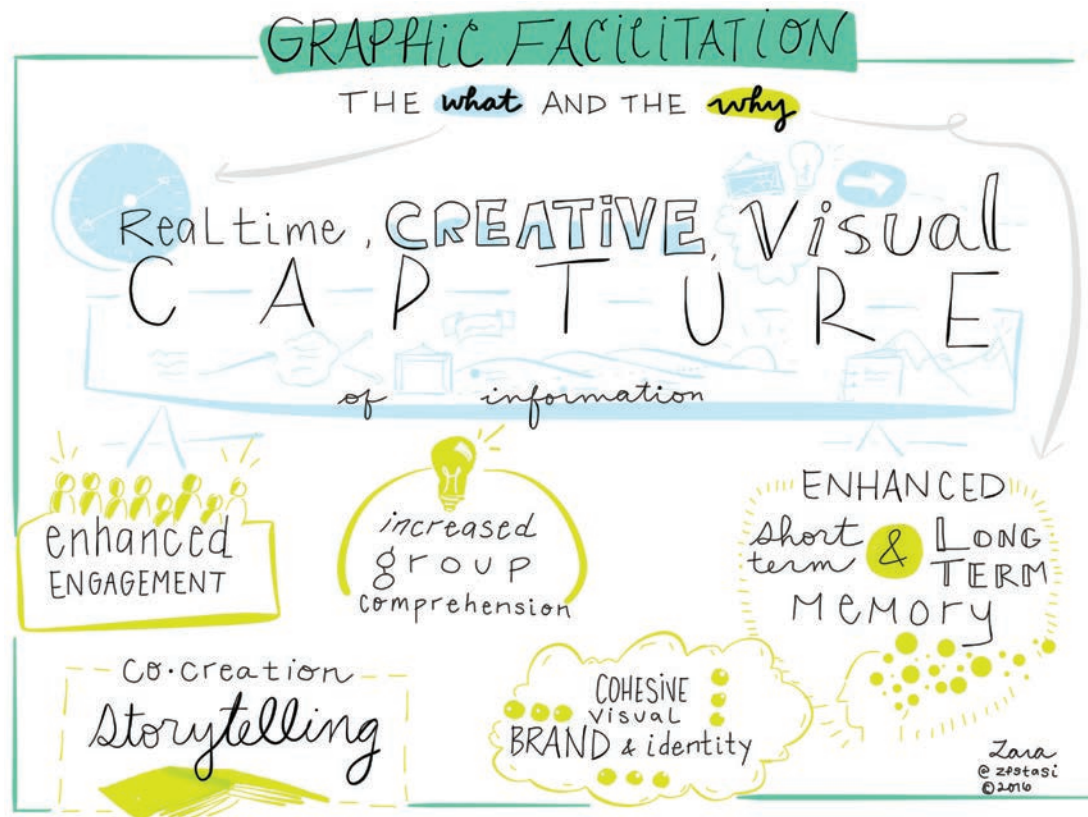 GRAPHIC FACILITATION
THE what AND THE why
Realtime, CREATIVE, Visual
CAPTURE
of information
enhanced
ENGAGEMENT
increased
group
comprehension
ENHANCED
short term & LONG TERM
MEMORY
Co·creation
Storytelling
COHESIVE
VISUAL
BRAND & identity
Zara
@zpstasi
©2016